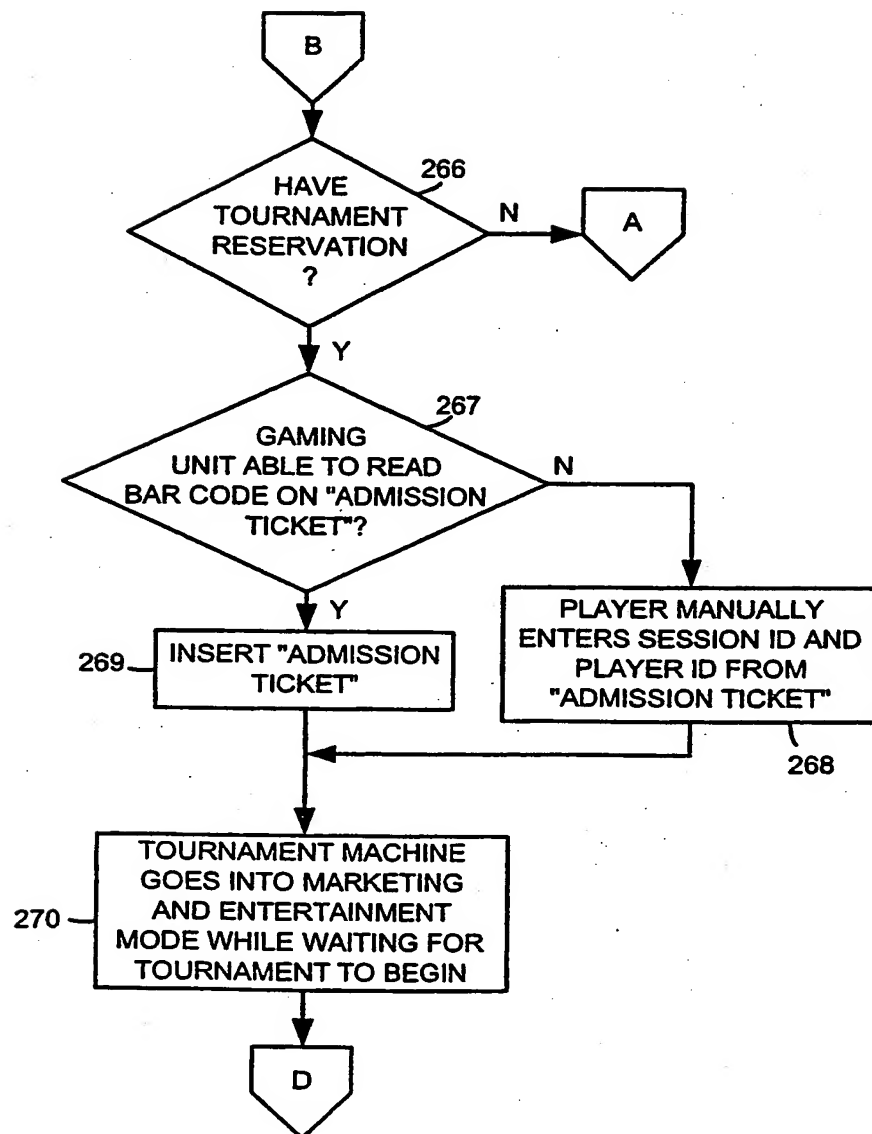 B
266
HAVE
TOURNAMENT
RESERVATION
?
N
A
Y
267
GAMING
UNIT ABLE TO READ
BAR CODE ON "ADMISSION
TICKET"?
N
Y
269
INSERT "ADMISSION
TICKET"
PLAYER MANUALLY
ENTERS SESSION ID AND
PLAYER ID FROM
"ADMISSION TICKET"
268
TOURNAMENT MACHINE
GOES INTO MARKETING
AND ENTERTAINMENT
MODE WHILE WAITING FOR
TOURNAMENT TO BEGIN
270
D